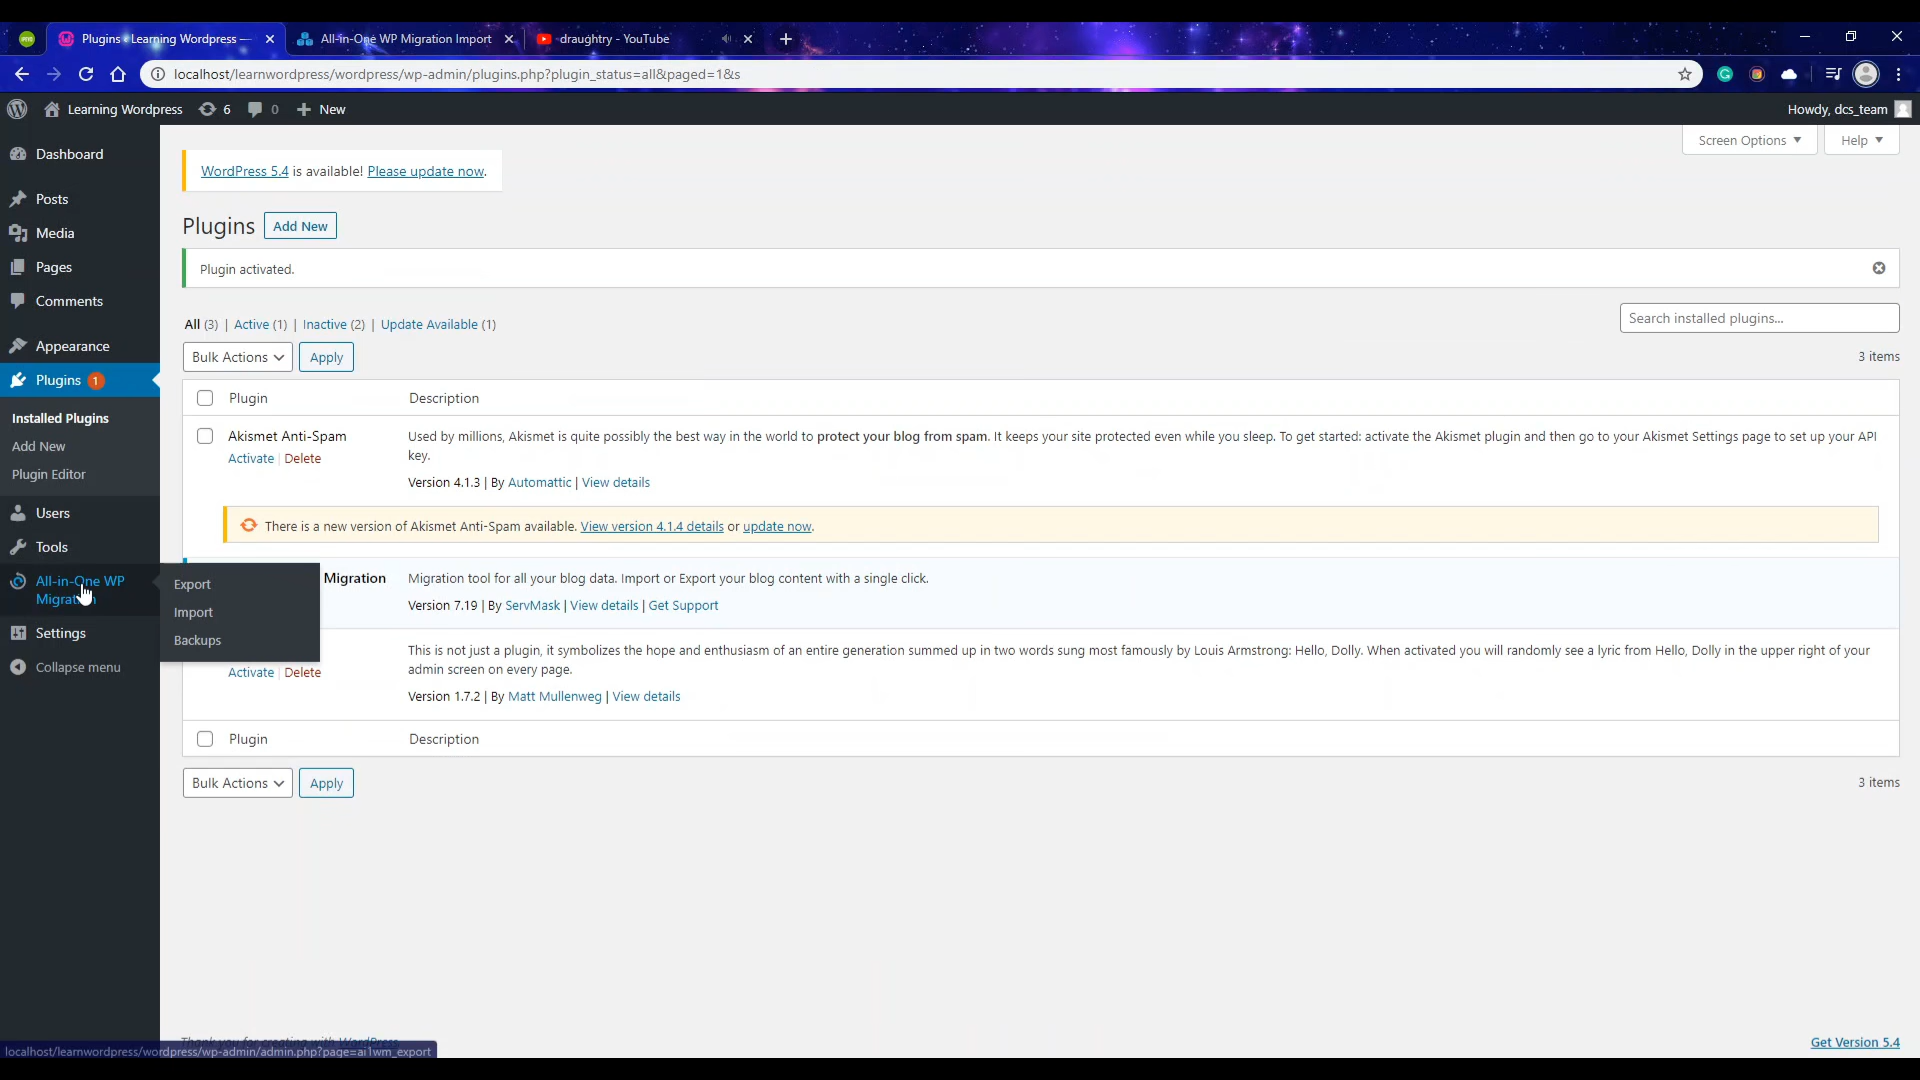 Plugins ‹ Learning Wordpress —
All-in-One WP Migration Import
draughtry - YouTube
localhost/learnwordpress/wordpress/wp-admin/plugins.php?plugin_status=all&paged=1&s
Learning Wordpress
6
0
New
Howdy, dcs_team
Dashboard
Posts
Media
Pages
Comments
Appearance
Plugins 1
Installed Plugins
Add New
Plugin Editor
Users
Tools
All-in-One WP
Migration
Settings
Collapse menu
Export
Import
Backups
Screen Options
Help
WordPress 5.4 is available! Please update now.
Plugins
Add New
Plugin activated.
All (3) | Active (1) | Inactive (2) | Update Available (1)
Search installed plugins...
Bulk Actions
Apply
3 items
Plugin
Description
Akismet Anti-Spam
Activate | Delete
Used by millions, Akismet is quite possibly the best way in the world to protect your blog from spam. It keeps your site protected even while you sleep. To get started: activate the Akismet plugin and then go to your Akismet Settings page to set up your API
key.
Version 4.1.3 | By Automattic | View details
There is a new version of Akismet Anti-Spam available. View version 4.1.4 details or update now.
Migration
Migration tool for all your blog data. Import or Export your blog content with a single click.
Version 7.19 | By ServMask | View details | Get Support
Activate | Delete
This is not just a plugin, it symbolizes the hope and enthusiasm of an entire generation summed up in two words sung most famously by Louis Armstrong: Hello, Dolly. When activated you will randomly see a lyric from Hello, Dolly in the upper right of your
admin screen on every page.
Version 1.7.2 | By Matt Mullenweg | View details
Plugin
Description
Bulk Actions
Apply
3 items
Thank you for creating with WordPress.
Get Version 5.4
localhost/learnwordpress/wordpress/wp-admin/admin.php?page=ai1wm_export